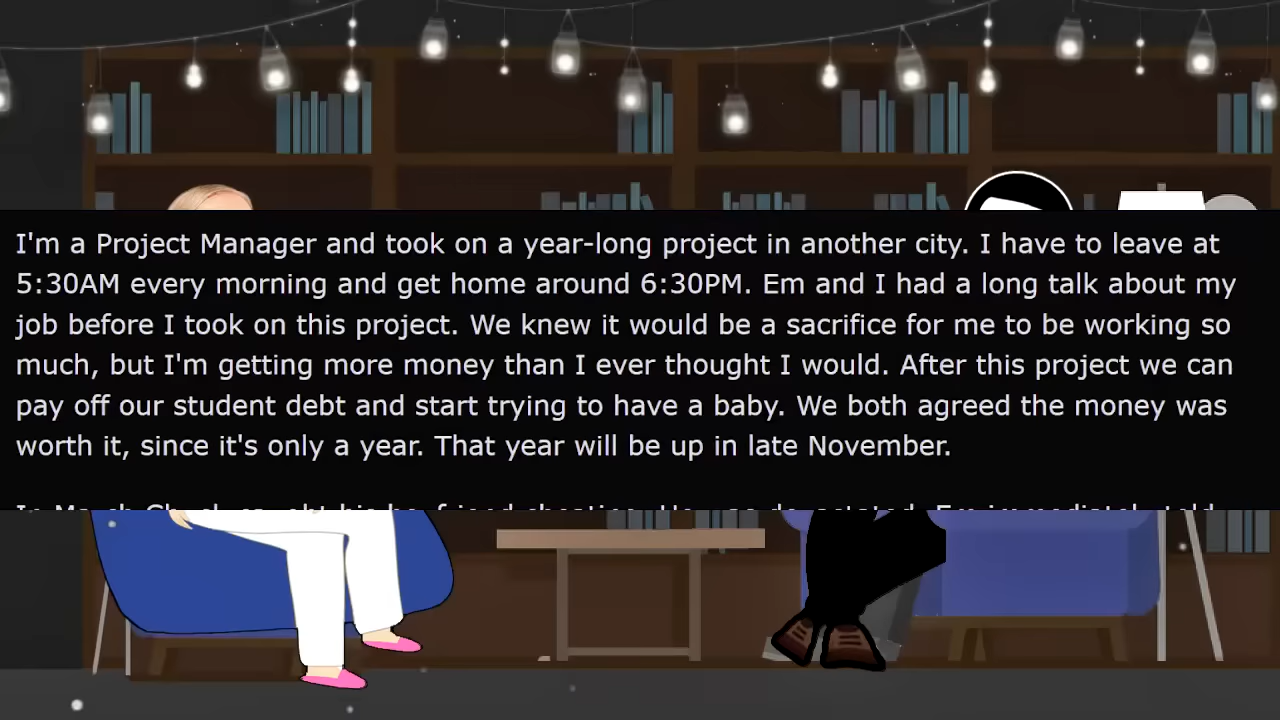 I'm a Project Manager and took on a year-long project in another city. I have to leave at
5:30AM every morning and get home around 6:30PM. Em and I had a long talk about my
job before I took on this project. We knew it would be a sacrifice for me to be working so
much, but I'm getting more money than I ever thought I would. After this project we can
pay off our student debt and start trying to have a baby. We both agreed the money was
worth it, since it's only a year. That year will be up in late November.